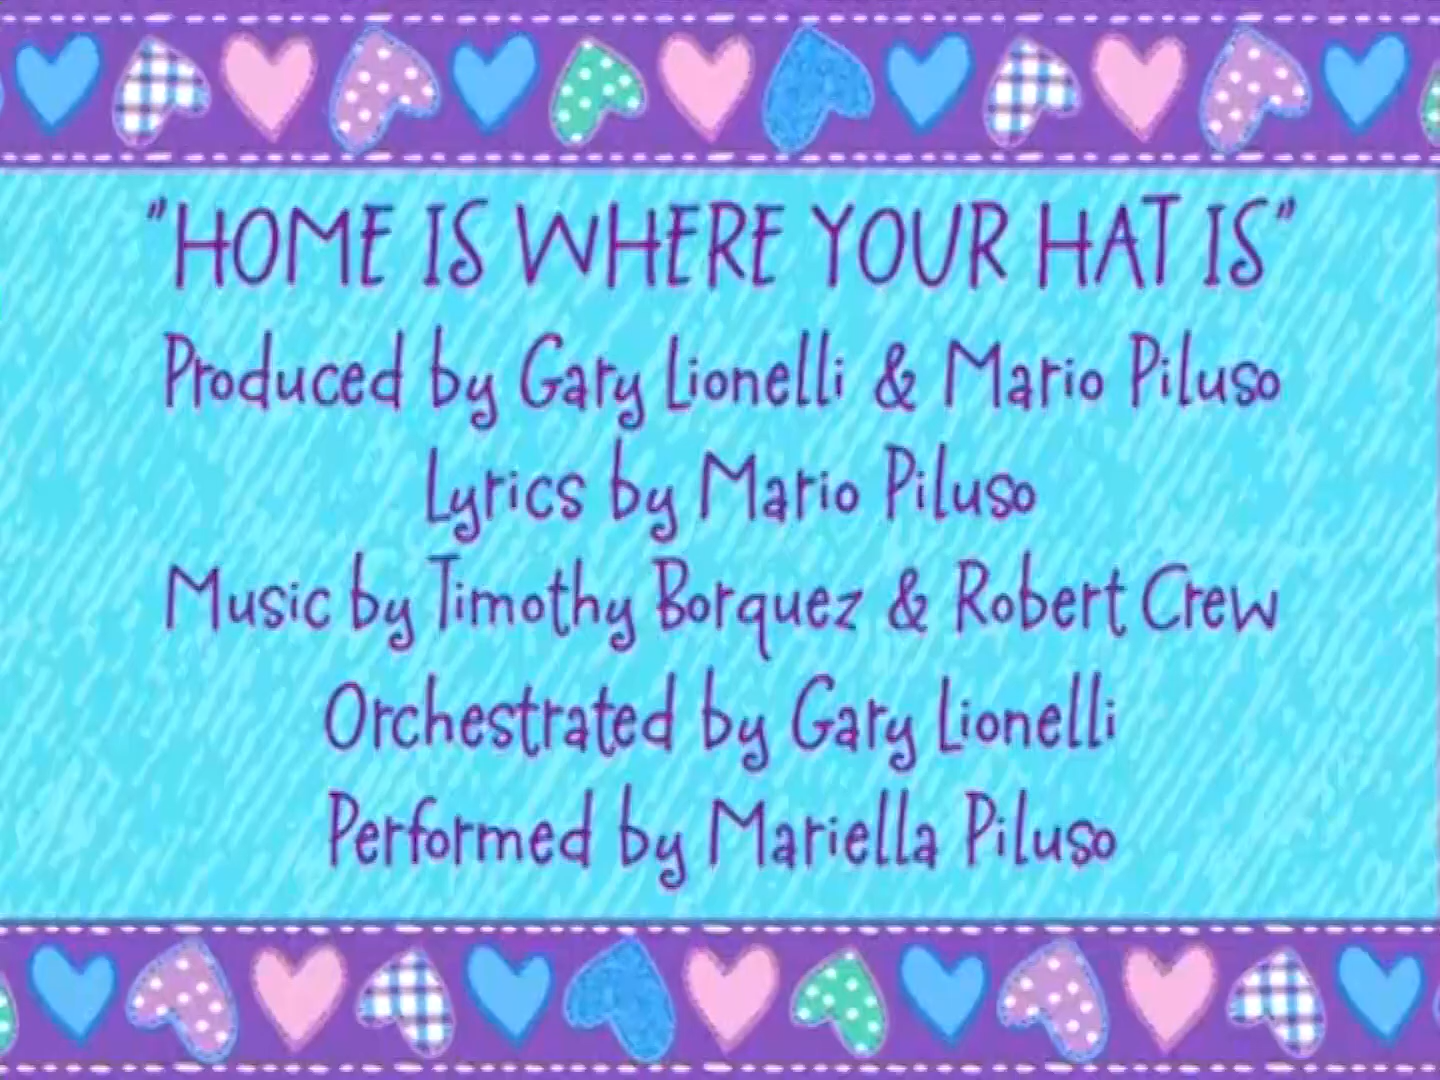 "HOME IS WHERE YOUR HAT IS"
Produced by Gary Lionelli & Mario Piluso
Lyrics by Mario Piluso
Music by Timothy Borquez & Robert Crew
Orchestrated by Gary Lionelli
Performed by Mariella Piluso